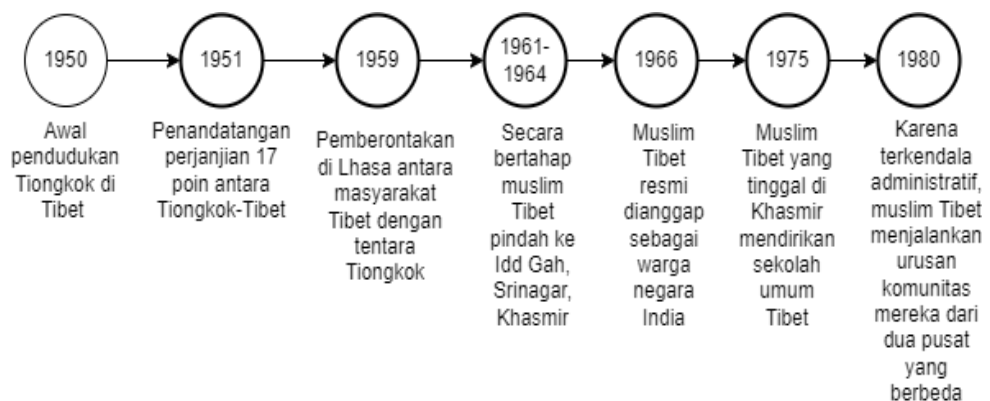 1950
Awal
pendudukan
Tiongkok di
Tibet
1951
Penandatangan
perjanjian 17
poin antara
Tiongkok-Tibet
1959
Pemberontakan
di Lhasa antara
masyarakat
Tibet dengan
tentara
Tiongkok
1961-
1964
Secara
bertahap
muslim
Tibet
pindah ke
Idd Gah,
Srinagar,
Khasmir
1966
Muslim
Tibet
resmi
dianggap
sebagai
warga
negara
India
1975
Muslim
Tibet yang
tinggal di
Khasmir
mendirikan
sekolah
umum
Tibet
1980
Karena
terkendala
administratif,
muslim Tibet
menjalankan
urusan
komunitas
mereka dari
dua pusat
yang
berbeda